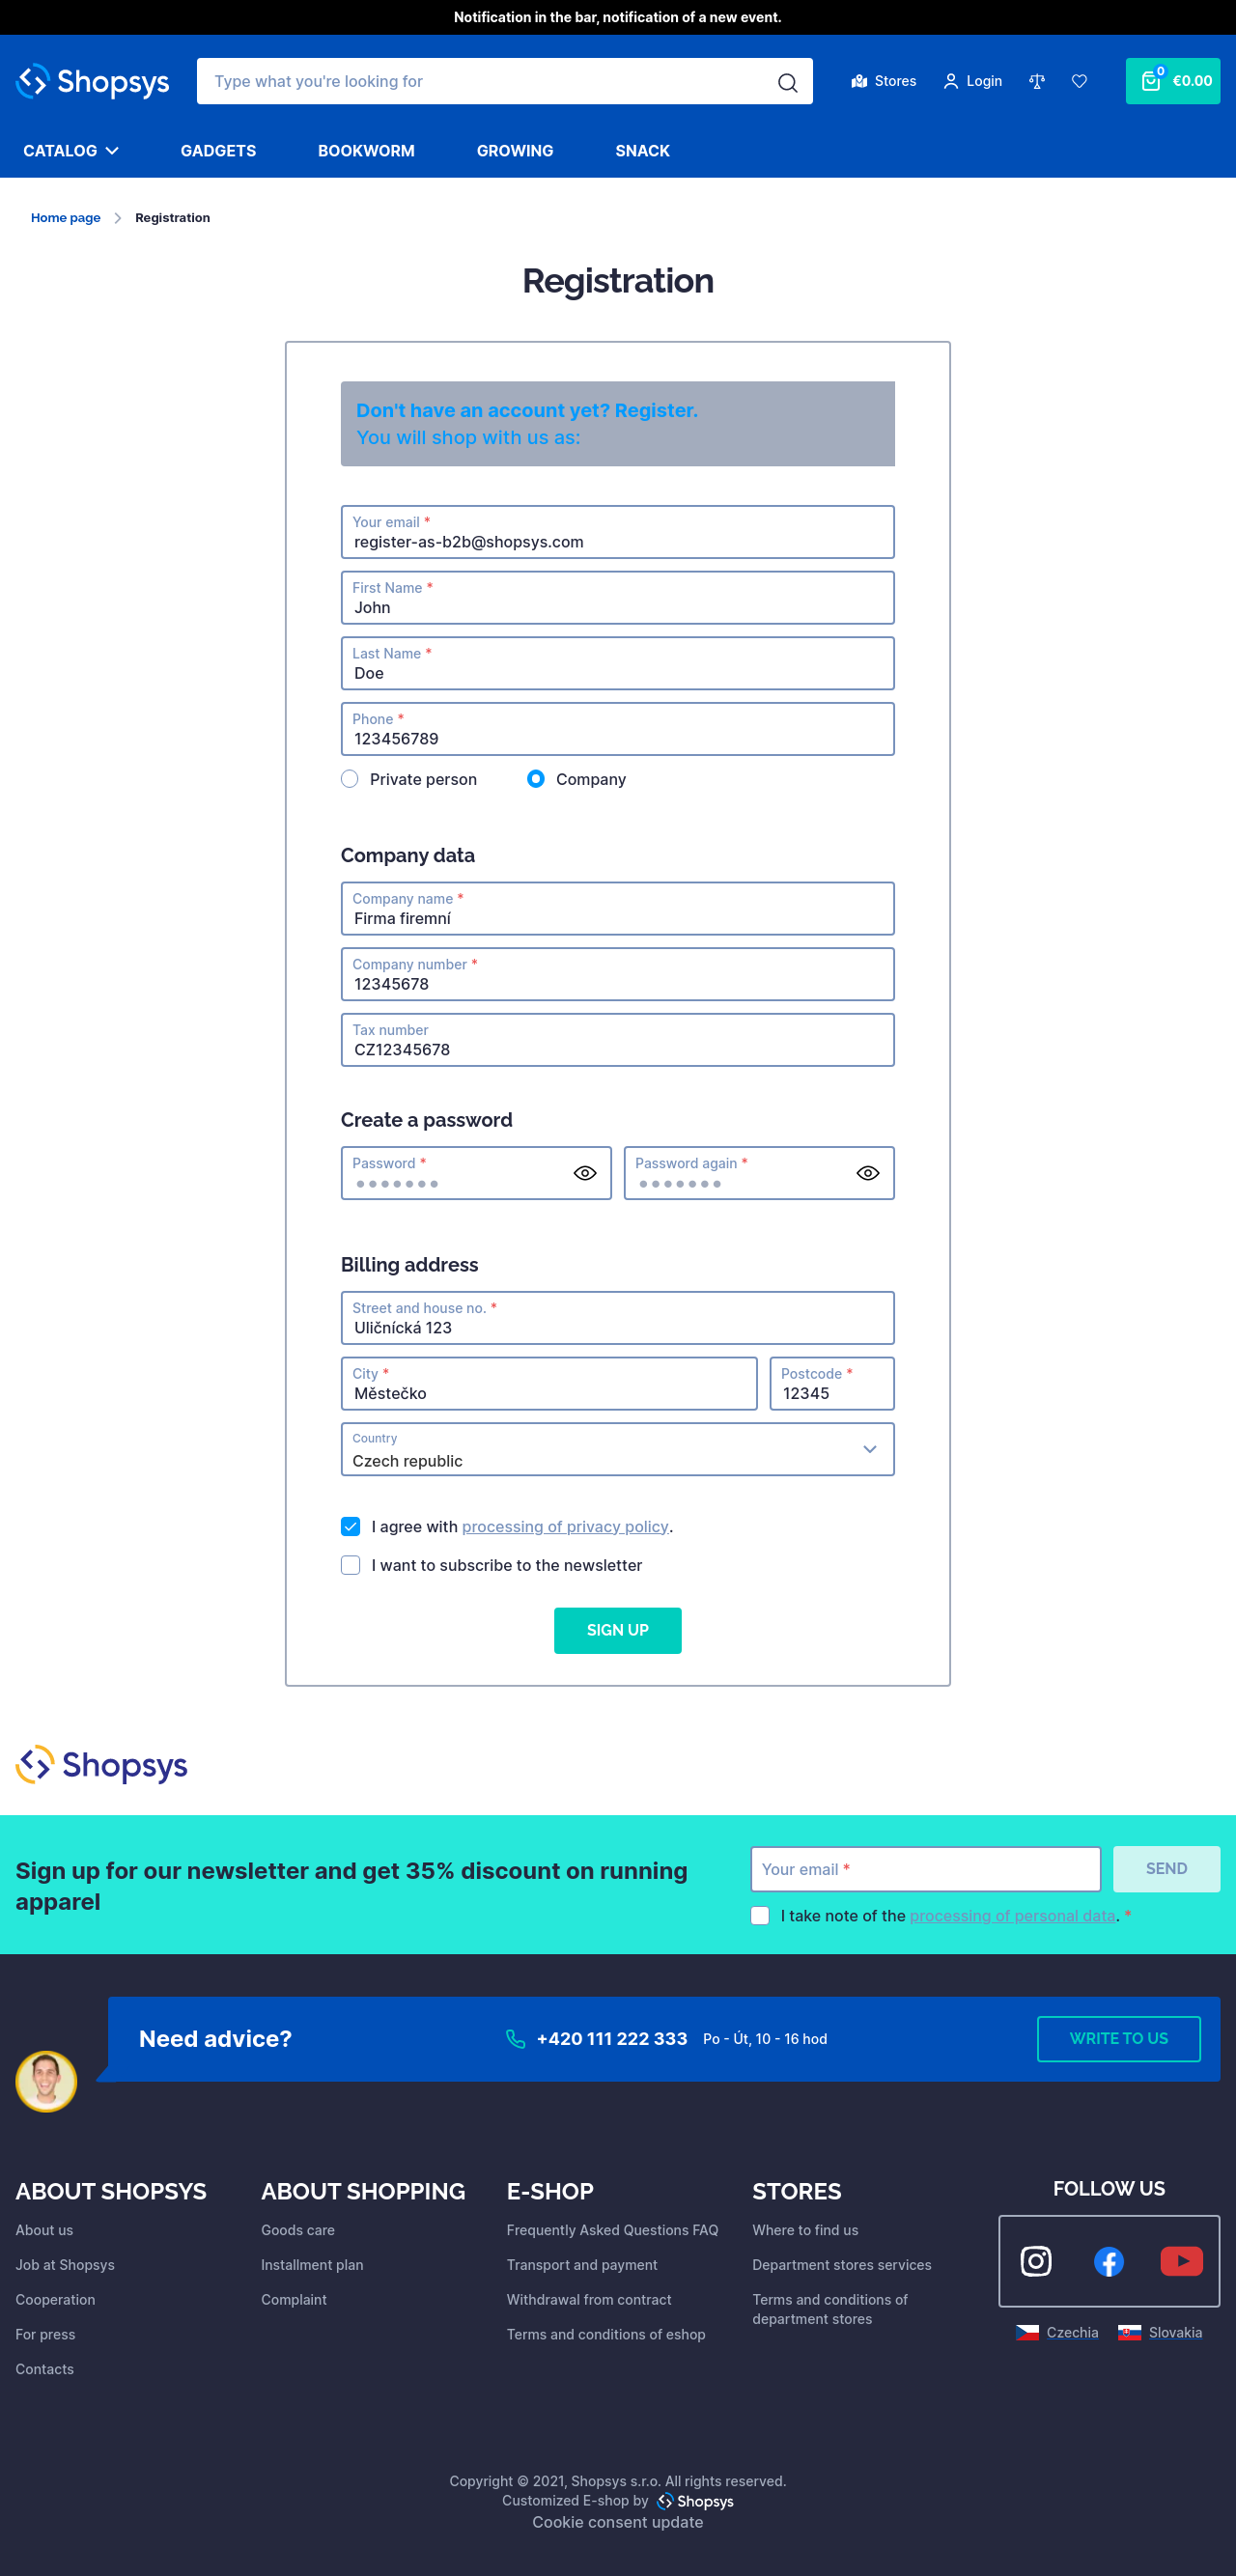 Notification in the bar, notification of a new event.
Shopsys
Type what you're looking for
Stores
Login
0
€0.00
CATALOG
GADGETS
BOOKWORM
GROWING
SNACK
Home page
Registration
Registration
Don't have an account yet? Register.
You will shop with us as:
Your email *
register-as-b2b@shopsys.com
First Name *
John
Last Name *
Doe
Phone *
123456789
Private person
Company
Company data
Company name *
Firma firemní
Company number *
12345678
Tax number
CZ12345678
Create a password
Password *
Password again *
Billing address
Street and house no. *
Uličnícká 123
City *
Městečko
Postcode *
12345
Country
Czech republic
I agree with processing of privacy policy.
I want to subscribe to the newsletter
SIGN UP
Shopsys
Sign up for our newsletter and get 35% discount on running
apparel
Your email *
SEND
I take note of the processing of personal data. *
Need advice?
+420 111 222 333
Po - Út, 10 - 16 hod
WRITE TO US
ABOUT SHOPSYS
About us
Job at Shopsys
Cooperation
For press
Contacts
ABOUT SHOPPING
Goods care
Installment plan
Complaint
E-SHOP
Frequently Asked Questions FAQ
Transport and payment
Withdrawal from contract
Terms and conditions of eshop
STORES
Where to find us
Department stores services
Terms and conditions of
department stores
FOLLOW US
Czechia
Slovakia
Copyright © 2021, Shopsys s.r.o. All rights reserved.
Customized E-shop by Shopsys
Cookie consent update